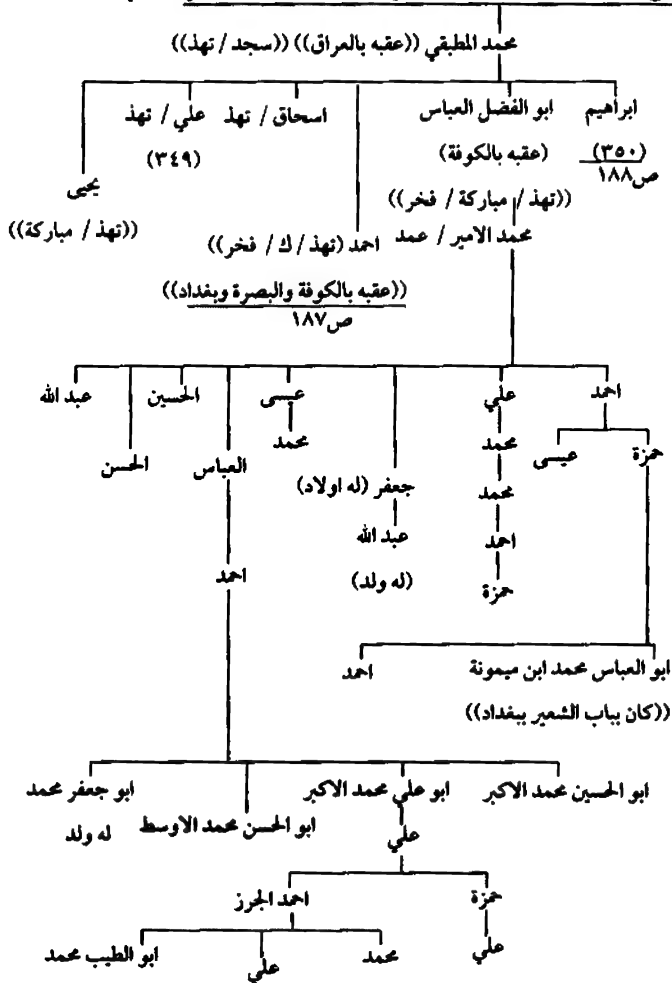 محمد المطبقي ((عقبه بالعراق)) ((سجد / تهذ))
ابراهيم ابو الفضل العباس اسحاق / تهذ علي / تهذ
(٣٥٠) (عقبه بالكوفة) (٣٤٩) يحيى
ص١٨٨ ((تهذ / مباركة / فخر)) ((تهذ / مباركة))
محمد الامير / عمد احمد (تهذ / ك / فخر))
((عقبه بالكوفة والبصرة وبغداد))
ص١٨٧
احمد علي عيسى الحسين عبد الله
حمزة عيسى محمد محمد العباس الحسن
محمد جعفر (له اولاد)
احمد عبد الله احمد
حمزة (له ولد)
ابو العباس محمد ابن ميمونة احمد
((كان بباب الشعير ببغداد))
ابو الحسين محمد الاكبر ابو علي محمد الاكبر ابو الحسن محمد الاوسط ابو جعفر محمد
علي له ولد
حمزة احمد الجرز
علي محمد علي ابو الطيب محمد